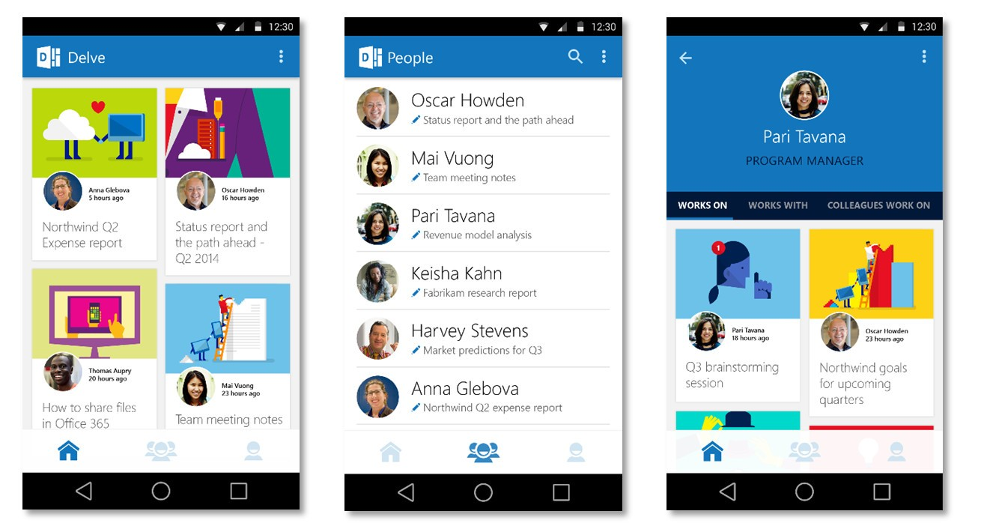 12:30
D Delve
Anna Glebova
5 hours ago
Northwind Q2
Expense report
Oscar Howden
16 hours ago
Status report and
the path ahead -
Q2 2014
Thomas Aupry
20 hours ago
How to share files
in Office 365
Mai Vuong
23 hours ago
Team meeting notes
12:30
D People
Oscar Howden
Status report and the path ahead
Mai Vuong
Team meeting notes
Pari Tavana
Revenue model analysis
Keisha Kahn
Fabrikam research report
Harvey Stevens
Market predictions for Q3
Anna Glebova
Northwind Q2 expense report
12:30
Pari Tavana
PROGRAM MANAGER
WORKS ON WORKS WITH COLLEAGUES WORK ON
1
Pari Tavana
18 hours ago
Q3 brainstorming
session
Oscar Howden
23 hours ago
Northwind goals
for upcoming
quarters